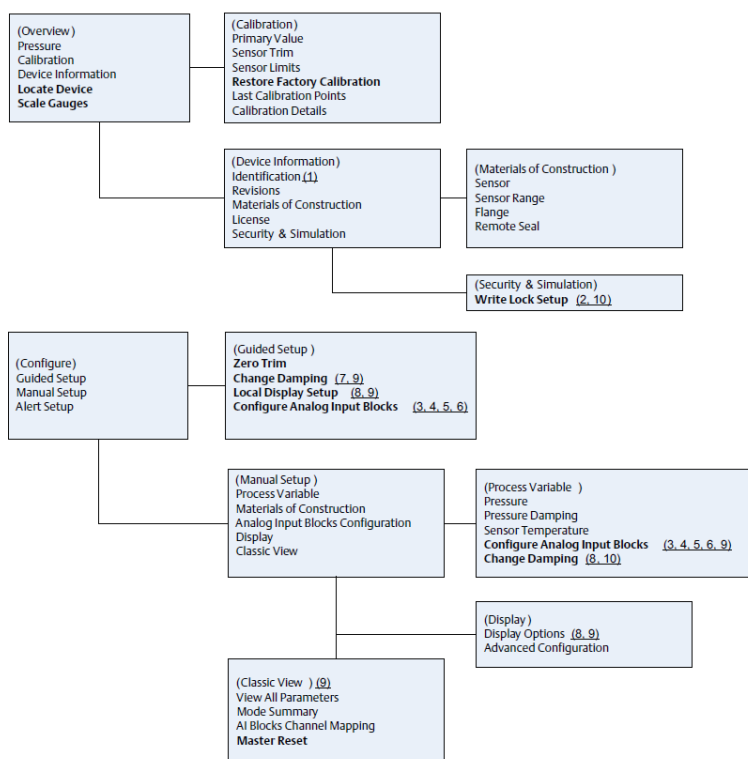 (Overview)
Pressure
Calibration
Device Information
Locate Device
Scale Gauges
(Calibration)
Primary Value
Sensor Trim
Sensor Limits
Restore Factory Calibration
Last Calibration Points
Calibration Details
(Device Information)
Identification (1)
Revisions
Materials of Construction
License
Security & Simulation
(Materials of Construction )
Sensor
Sensor Range
Flange
Remote Seal
(Security & Simulation)
Write Lock Setup (2, 10)
(Configure)
Guided Setup
Manual Setup
Alert Setup
(Guided Setup )
Zero Trim
Change Damping (7, 9)
Local Display Setup (8, 9)
Configure Analog Input Blocks (3, 4, 5, 6)
(Manual Setup )
Process Variable
Materials of Construction
Analog Input Blocks Configuration
Display
Classic View
(Process Variable )
Pressure
Pressure Damping
Sensor Temperature
Configure Analog Input Blocks (3, 4, 5, 6, 9)
Change Damping (8, 10)
(Display )
Display Options (8, 9)
Advanced Configuration
(Classic View ) (9)
View All Parameters
Mode Summary
AI Blocks Channel Mapping
Master Reset